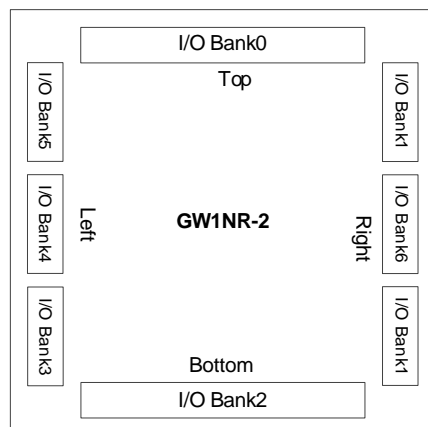 I/O Bank0
Top
I/O Bank5
I/O Bank1
I/O Bank4
Left
GW1NR-2
Right
I/O Bank6
I/O Bank3
I/O Bank1
Bottom
I/O Bank2